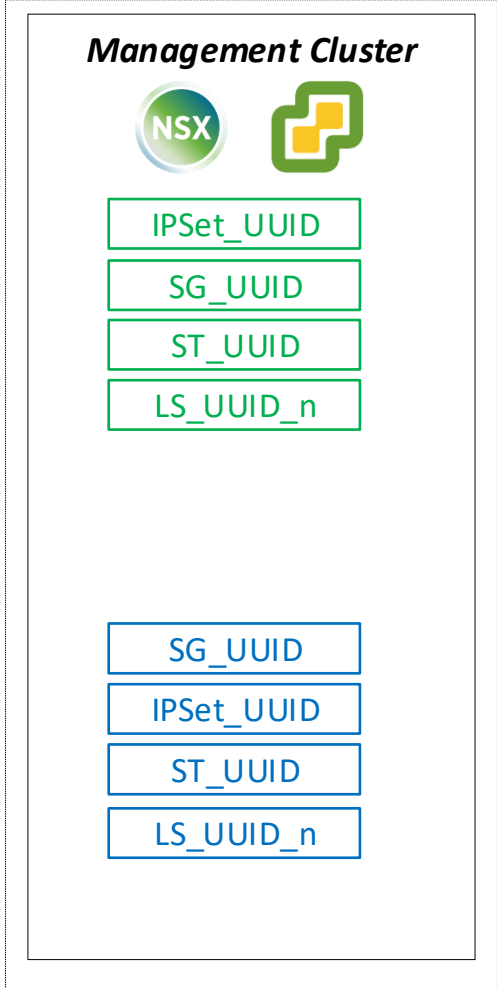 Management Cluster
NSX
IPSet_UUID
SG_UUID
ST_UUID
LS_UUID_n
SG_UUID
IPSet_UUID
ST_UUID
LS_UUID_n